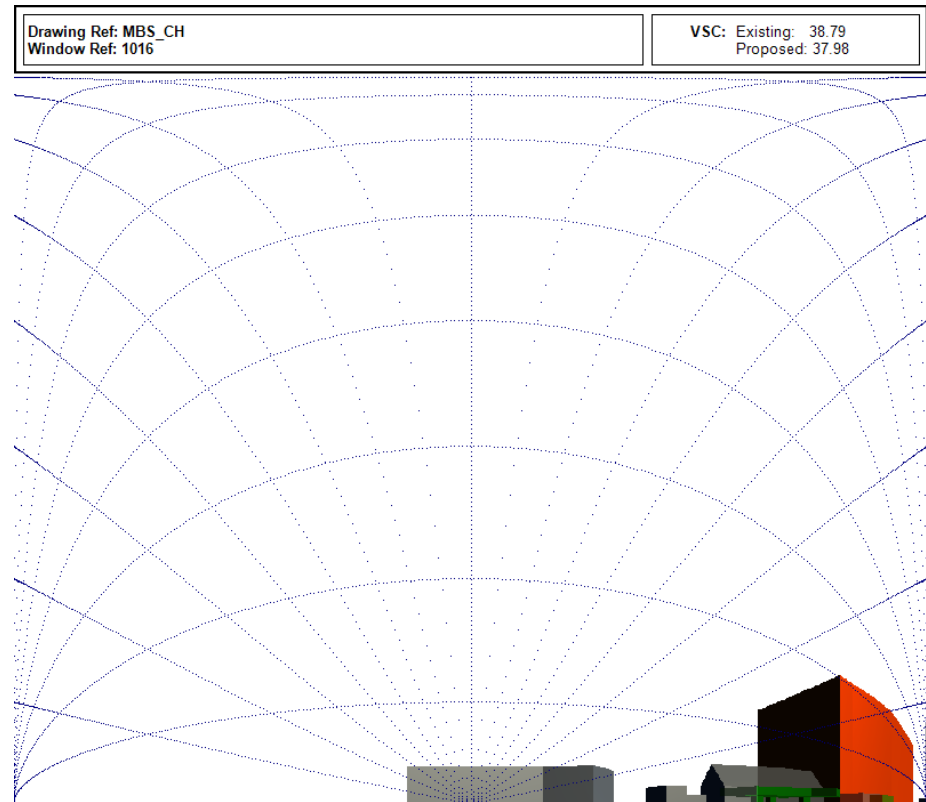 Drawing Ref: MBS_CH
Window Ref: 1016
VSC: Existing: 38.79
Proposed: 37.98